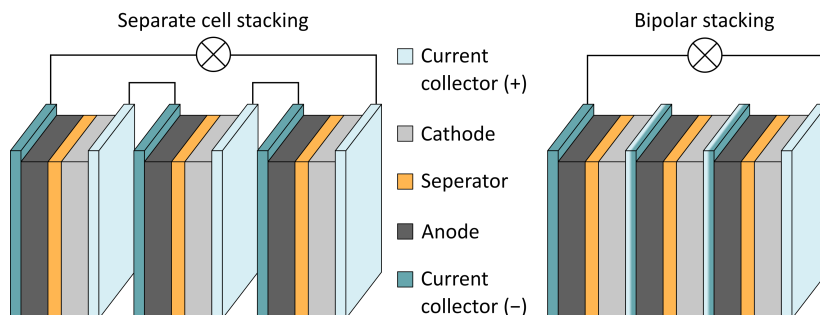 Separate cell stacking
Bipolar stacking
Current
collector (+)
Cathode
Seperator
Anode
Current
collector (−)